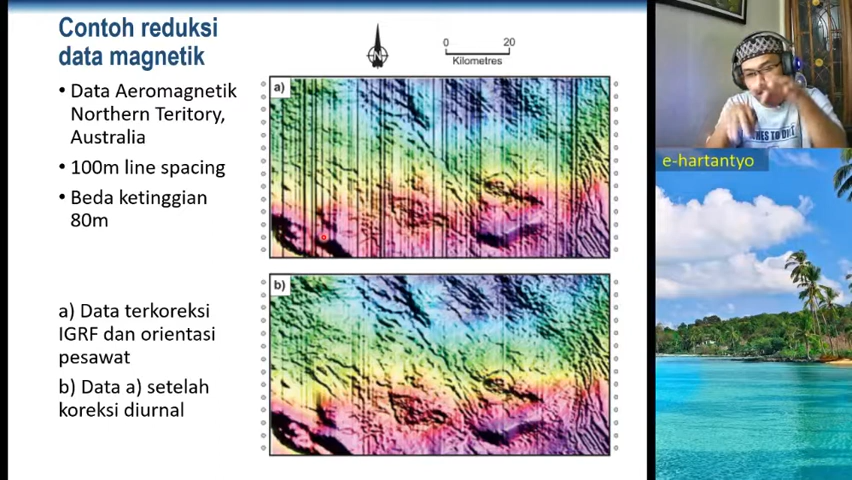 Contoh reduksi
data magnetik
• Data Aeromagnetik
Northern Teritory,
Australia
• 100m line spacing
• Beda ketinggian
80m
a) Data terkoreksi
IGRF dan orientasi
pesawat
b) Data a) setelah
koreksi diurnal
0 20
Kilometres
a)
b)
e-hartantyo